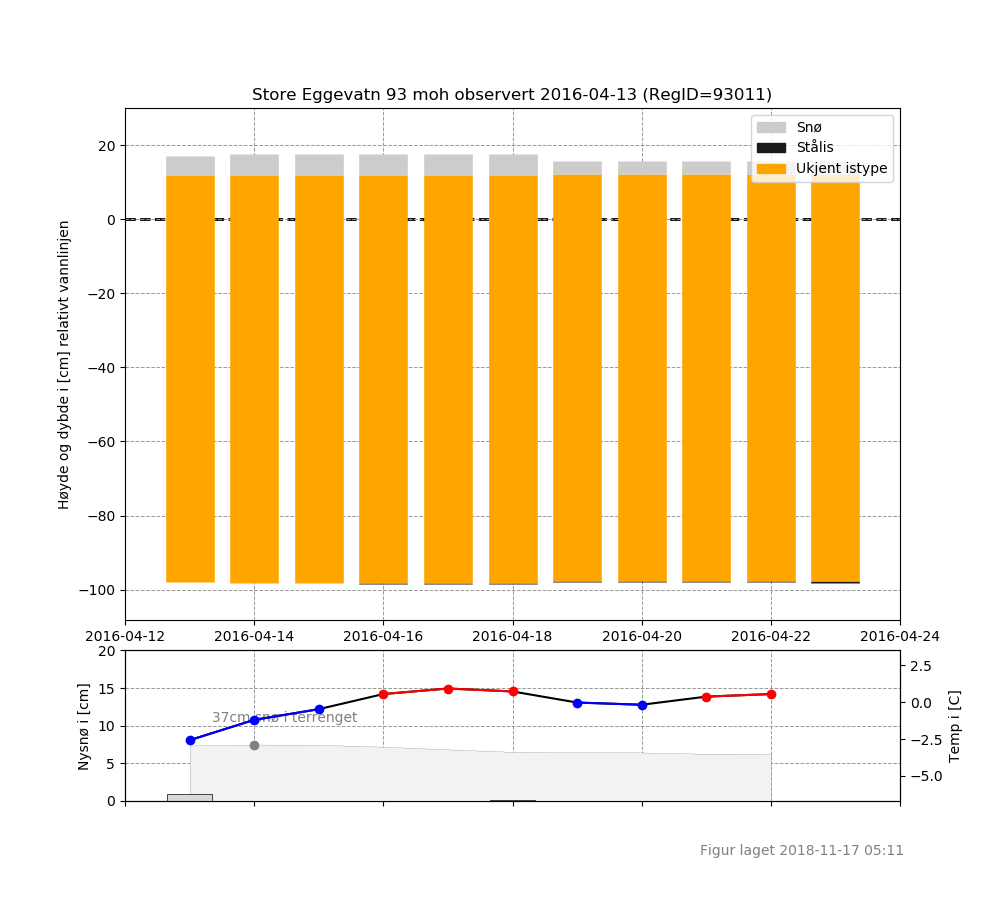 Store Eggevatn 93 moh observert 2016-04-13 (RegID=93011)
Snø
Stålis
Ukjent istype
Høyde og dybde i [cm] relativt vannlinjen
20
0
−20
−40
−60
−80
−100
2016-04-12 2016-04-14 2016-04-16 2016-04-18 2016-04-20 2016-04-22 2016-04-24
Nysnø i [cm]
20
15
10
5
0
37cm snø i terrenget
2.5
0.0
−2.5
−5.0
Temp i [C]
Figur laget 2018-11-17 05:11